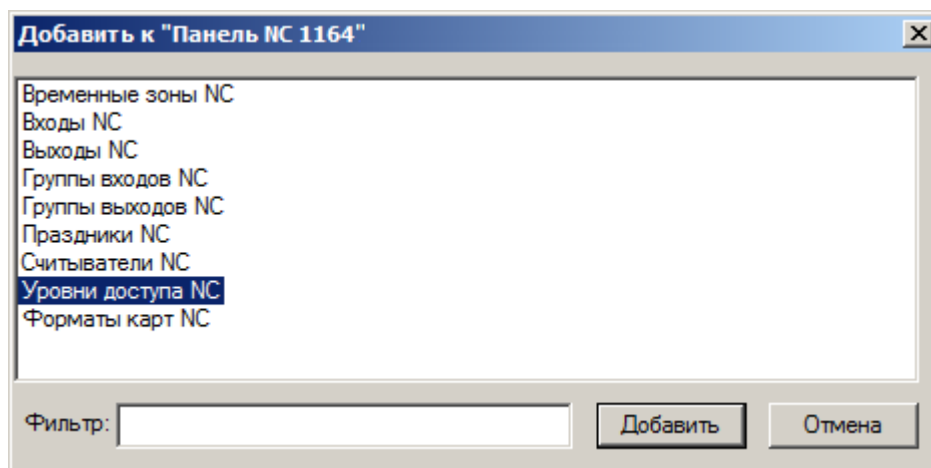 Добавить к "Панель NC 1164"
Временные зоны NC
Входы NC
Выходы NC
Группы входов NC
Группы выходов NC
Праздники NC
Считыватели NC
Уровни доступа NC
Форматы карт NC
Фильтр: Добавить Отмена